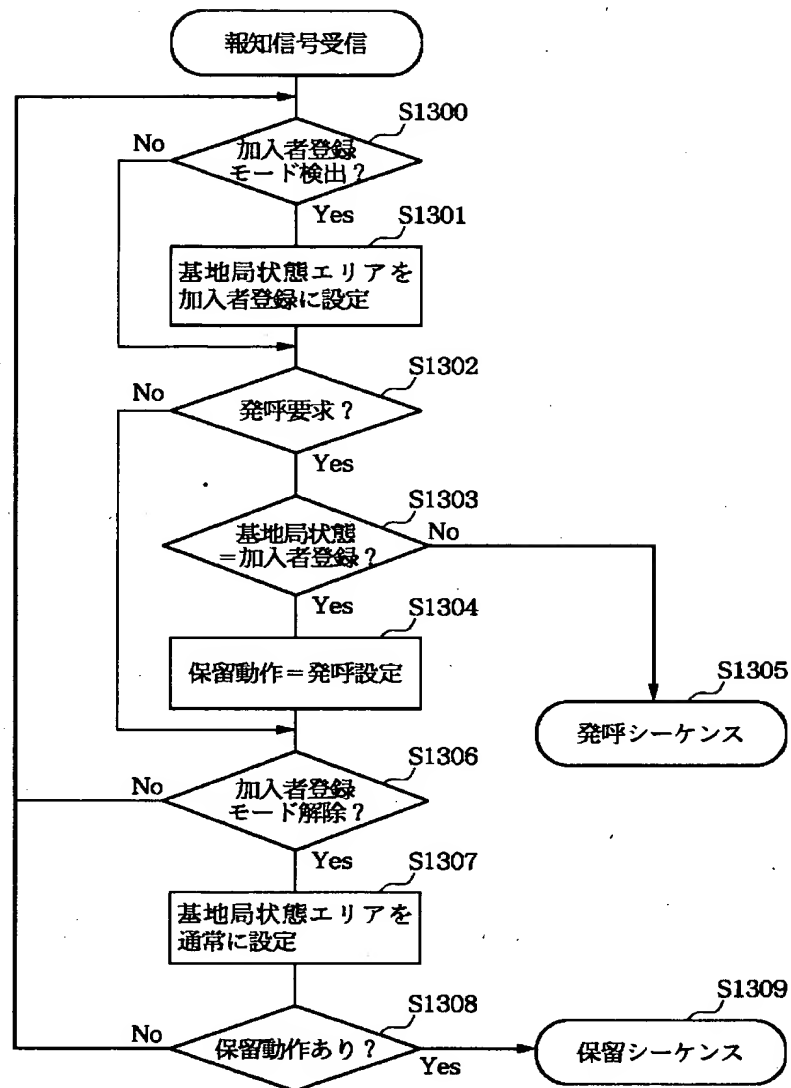 報知信号受信
S1300
No
加入者登録
モード検出？
Yes
S1301
基地局状態エリアを
加入者登録に設定
S1302
No
発呼要求？
Yes
S1303
基地局状態
＝加入者登録？
No
Yes
S1304
保留動作＝発呼設定
S1305
発呼シーケンス
S1306
No
加入者登録
モード解除？
Yes
S1307
基地局状態エリアを
通常に設定
S1308
No
保留動作あり？
Yes
S1309
保留シーケンス